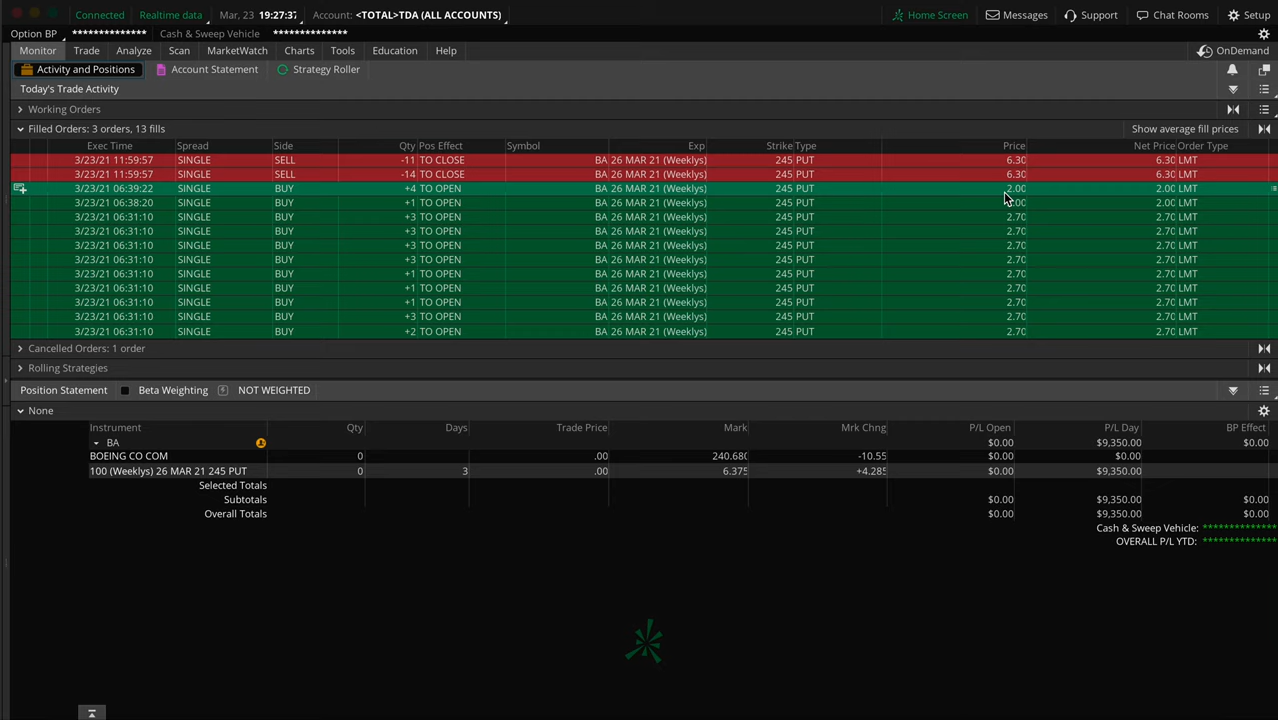 Connected Realtime data Mar, 23 19:27:37 Account: <TOTAL>TDA (ALL ACCOUNTS) Home Screen Messages Support Chat Rooms Setup
Option BP ************** Cash & Sweep Vehicle **************
Monitor Trade Analyze Scan MarketWatch Charts Tools Education Help OnDemand
Activity and Positions Account Statement Strategy Roller
Today's Trade Activity
Working Orders
Filled Orders: 3 orders, 13 fills Show average fill prices
Exec Time Spread Side Qty Pos Effect Symbol Exp Strike Type Price Net Price Order Type
3/23/21 11:59:57 SINGLE SELL -11 TO CLOSE BA 26 MAR 21 (Weeklys) 245 PUT 6.30 6.30 LMT
3/23/21 11:59:57 SINGLE SELL -14 TO CLOSE BA 26 MAR 21 (Weeklys) 245 PUT 6.30 6.30 LMT
3/23/21 06:39:22 SINGLE BUY +4 TO OPEN BA 26 MAR 21 (Weeklys) 245 PUT 2.00 2.00 LMT
3/23/21 06:38:20 SINGLE BUY +1 TO OPEN BA 26 MAR 21 (Weeklys) 245 PUT .00 2.00 LMT
3/23/21 06:31:10 SINGLE BUY +3 TO OPEN BA 26 MAR 21 (Weeklys) 245 PUT 2.70 2.70 LMT
3/23/21 06:31:10 SINGLE BUY +3 TO OPEN BA 26 MAR 21 (Weeklys) 245 PUT 2.70 2.70 LMT
3/23/21 06:31:10 SINGLE BUY +3 TO OPEN BA 26 MAR 21 (Weeklys) 245 PUT 2.70 2.70 LMT
3/23/21 06:31:10 SINGLE BUY +3 TO OPEN BA 26 MAR 21 (Weeklys) 245 PUT 2.70 2.70 LMT
3/23/21 06:31:10 SINGLE BUY +1 TO OPEN BA 26 MAR 21 (Weeklys) 245 PUT 2.70 2.70 LMT
3/23/21 06:31:10 SINGLE BUY +1 TO OPEN BA 26 MAR 21 (Weeklys) 245 PUT 2.70 2.70 LMT
3/23/21 06:31:10 SINGLE BUY +1 TO OPEN BA 26 MAR 21 (Weeklys) 245 PUT 2.70 2.70 LMT
3/23/21 06:31:10 SINGLE BUY +3 TO OPEN BA 26 MAR 21 (Weeklys) 245 PUT 2.70 2.70 LMT
3/23/21 06:31:10 SINGLE BUY +2 TO OPEN BA 26 MAR 21 (Weeklys) 245 PUT 2.70 2.70 LMT
Cancelled Orders: 1 order
Rolling Strategies
Position Statement Beta Weighting NOT WEIGHTED
None
Instrument Qty Days Trade Price Mark Mrk Chng P/L Open P/L Day BP Effect
BA $0.00 $9,350.00 $0.00
BOEING CO COM 0 .00 240.680 -10.55 $0.00 $0.00
100 (Weeklys) 26 MAR 21 245 PUT 0 3 .00 6.375 +4.285 $0.00 $9,350.00
Selected Totals
Subtotals $0.00 $9,350.00 $0.00
Overall Totals $0.00 $9,350.00 $0.00
Cash & Sweep Vehicle: **************
OVERALL P/L YTD: **************